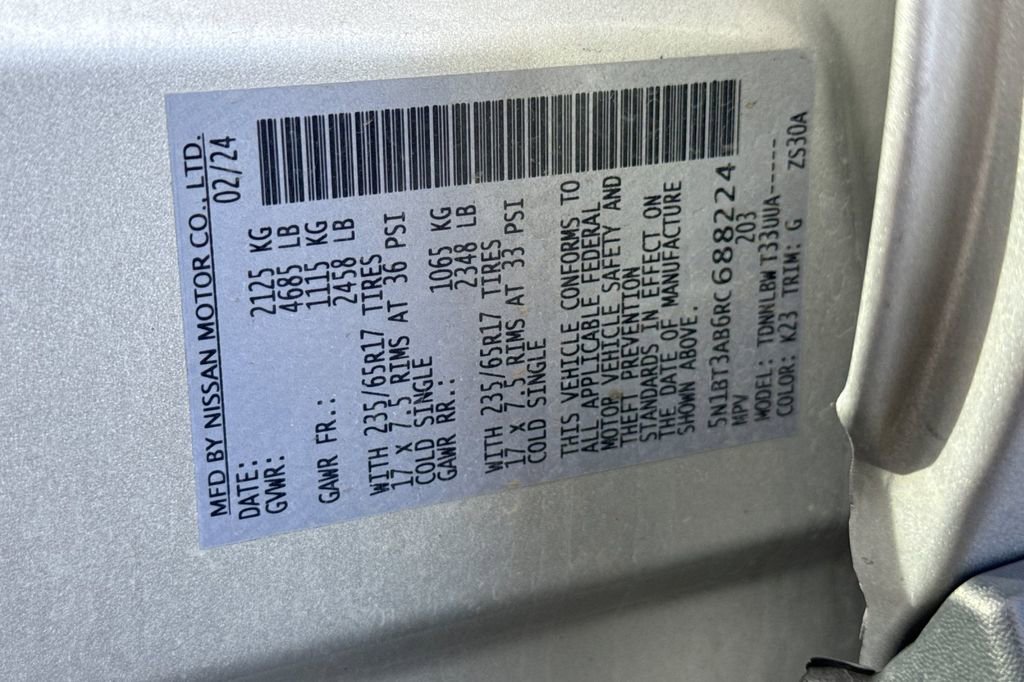 MFD BY NISSAN MOTOR CO., LTD.
DATE: 02/24
GVWR: 2125 KG
4685 LB
GAWR FR.: 1115 KG
2458 LB
WITH 235/65R17 TIRES
17 X 7.5 RIMS AT 36 PSI
COLD SINGLE
GAWR RR.: 1065 KG
2348 LB
WITH 235/65R17 TIRES
17 X 7.5 RIMS AT 33 PSI
COLD SINGLE
THIS VEHICLE CONFORMS TO
ALL APPLICABLE FEDERAL
MOTOR VEHICLE SAFETY AND
THEFT PREVENTION
STANDARDS IN EFFECT ON
THE DATE OF MANUFACTURE
SHOWN ABOVE.
5N1BT3AB6RC688224
MPV 203
MODEL: TDNNLBW T33UUA-----
COLOR: K23 TRIM: G ZS30A